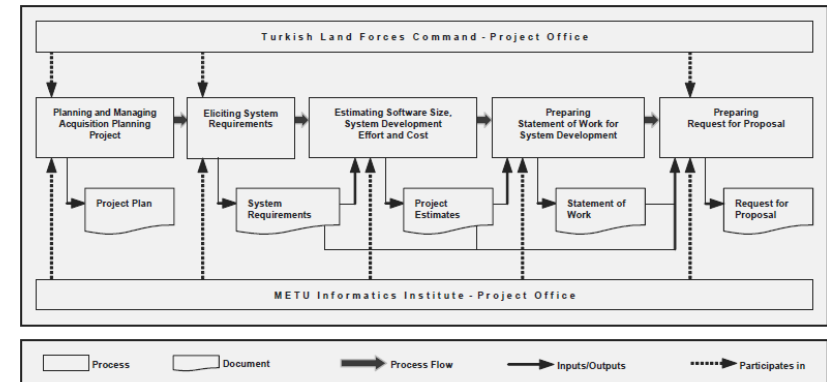 Turkish Land Forces Command - Project Office
Planning and Managing
Acquisition Planning
Project
Eliciting System
Requirements
Estimating Software Size,
System Development
Effort and Cost
Preparing
Statement of Work for
System Development
Preparing
Request for Proposal
Project Plan
System
Requirements
Project
Estimates
Statement of
Work
Request for
Proposal
METU Informatics Institute - Project Office
Process
Document
Process Flow
Inputs/Outputs
Participates in